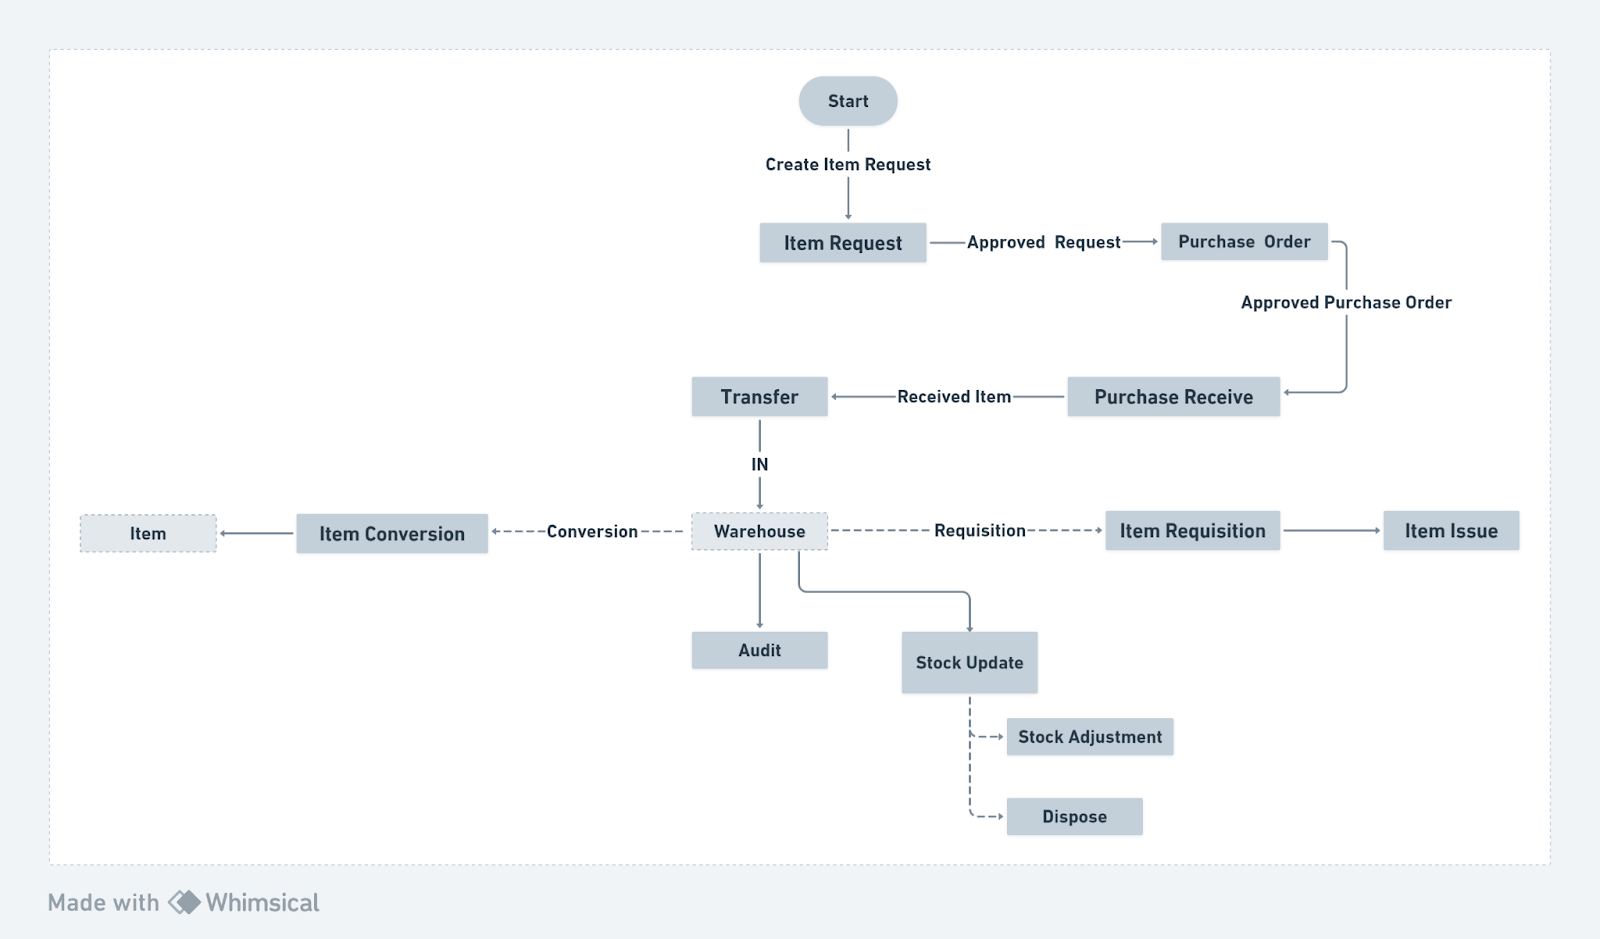 Start
Create Item Request
Item Request
Approved Request
Purchase Order
Approved Purchase Order
Transfer
Received Item
Purchase Receive
IN
Item
Item Conversion
Conversion
Warehouse
Requisition
Item Requisition
Item Issue
Audit
Stock Update
Stock Adjustment
Dispose
Made with Whimsical